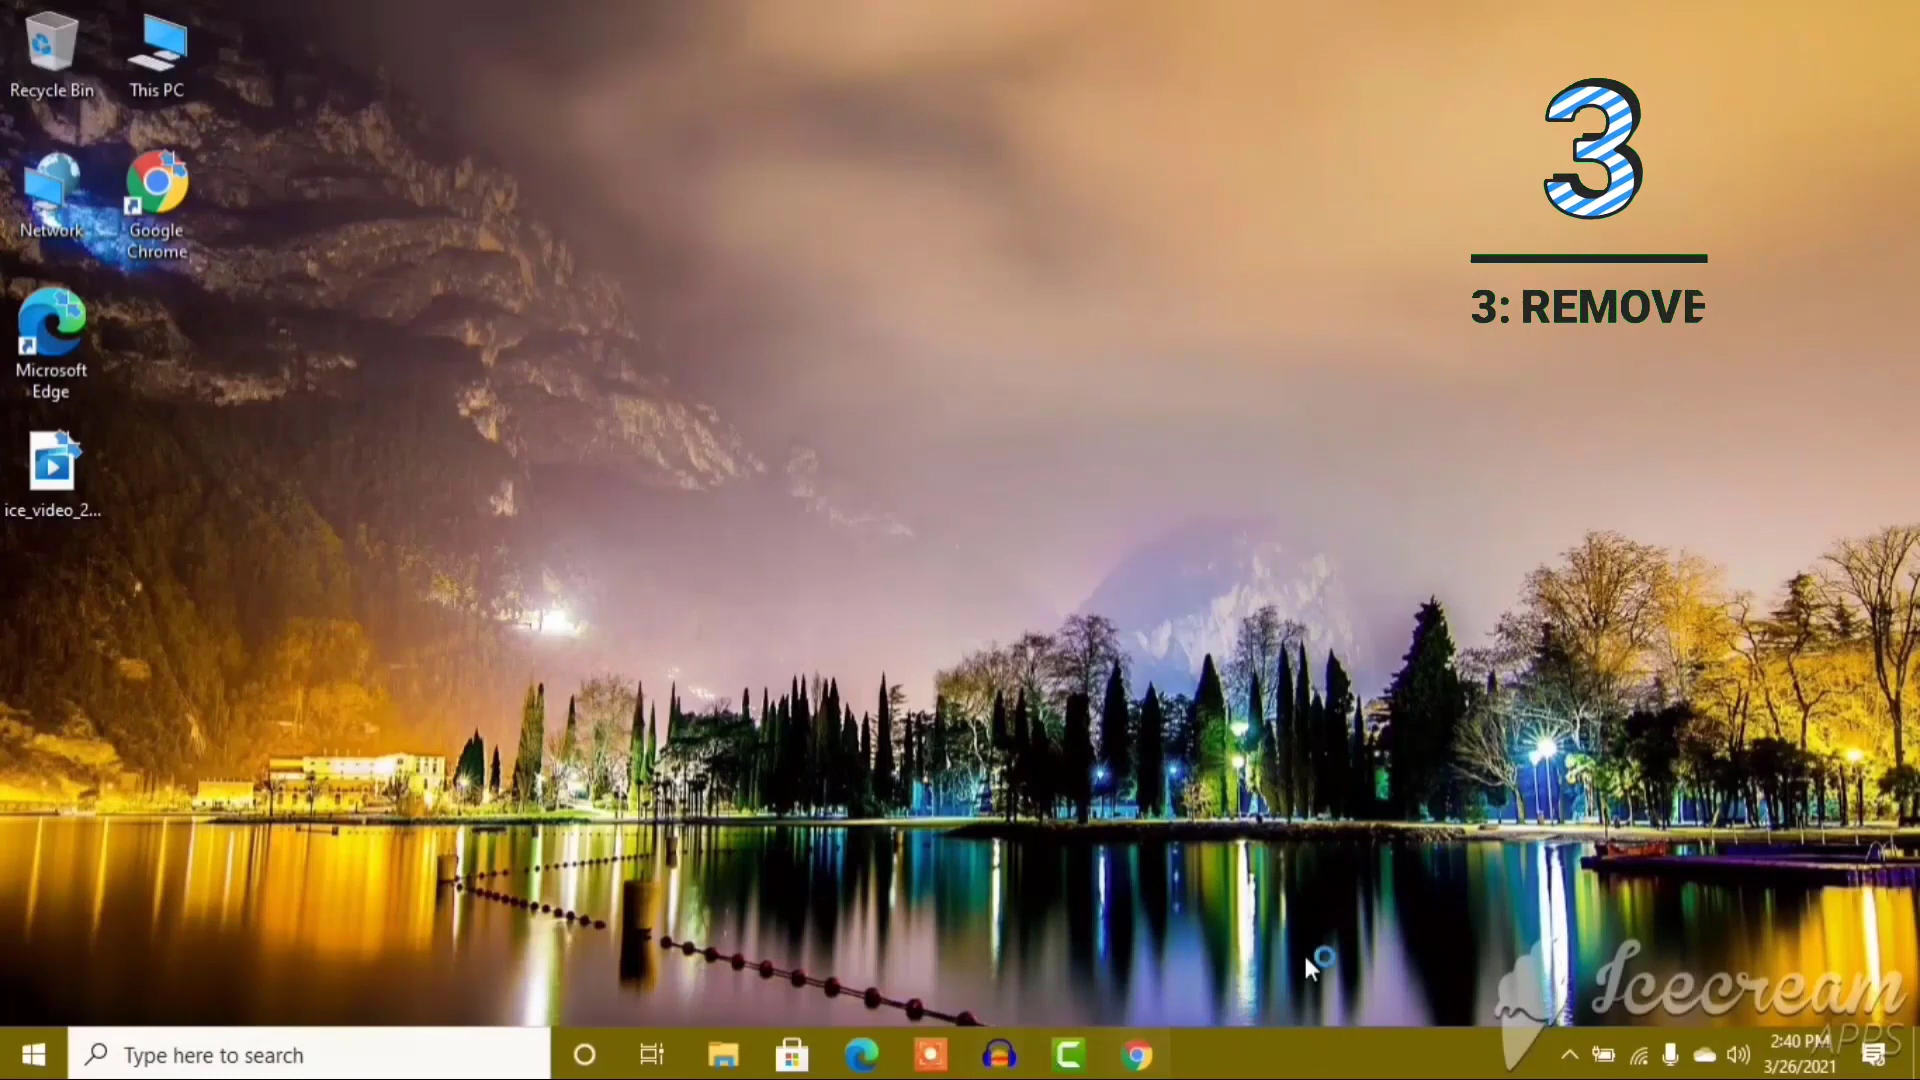 Recycle Bin
This PC
Network
Google
Chrome
Microsoft
Edge
ice_video_2...
3
3: REMOVE
Icecream
APPS
Type here to search
2:40 PM
3/26/2021